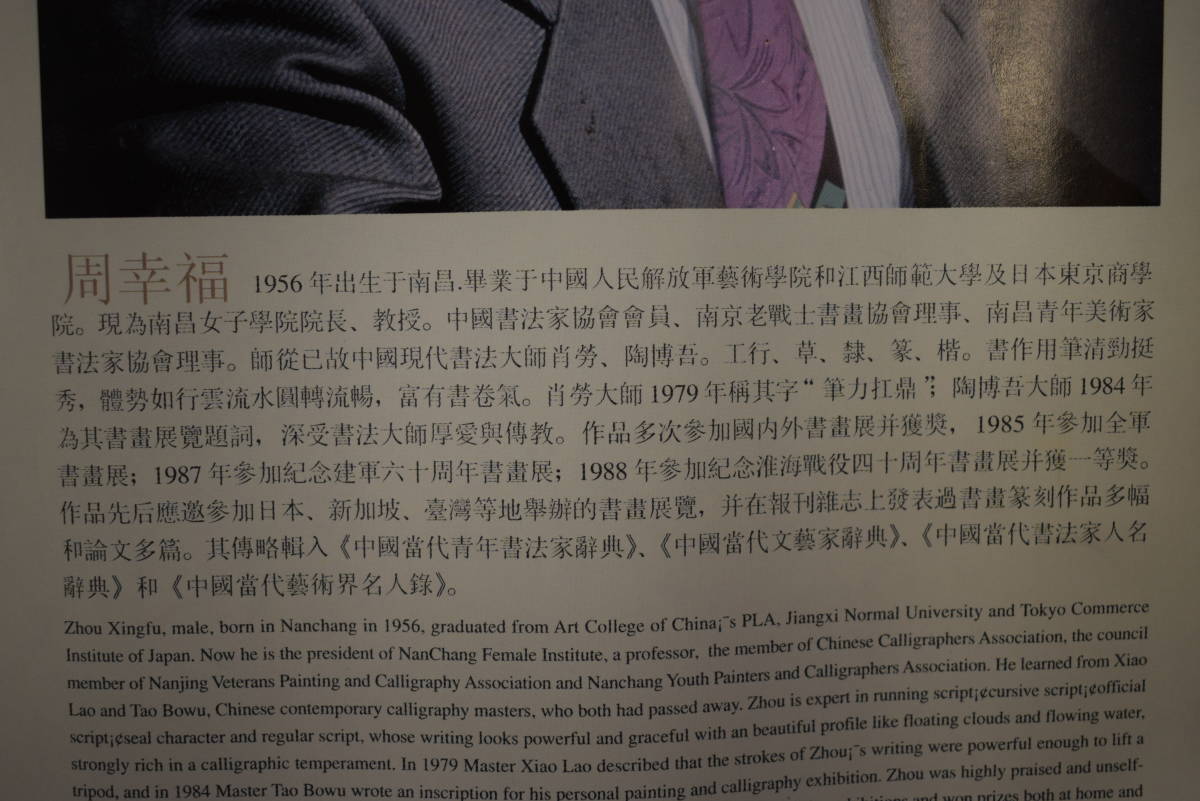 周幸福 1956 年出生于南昌.畢業于中國人民解放軍藝術學院和江西師範大學及日本東京商學
院。現為南昌女子學院院長、教授。中國書法家協會會員、南京老戰士書畫協會理事、南昌青年美術家
書法家協會理事。師從已故中國現代書法大師肖勞、陶博吾。工行、草、隸、篆、楷。書作用筆清勁挺
秀，體勢如行雲流水圓轉流暢，富有書卷氣。肖勞大師 1979 年稱其字“筆力扛鼎”；陶博吾大師 1984 年
為其書畫展覽題詞，深受書法大師厚愛與傳教。作品多次參加國内外書畫展并獲獎，1985 年參加全軍
書畫展；1987 年參加紀念建軍六十周年書畫展；1988 年參加紀念淮海戰役四十周年書畫展并獲一等獎。
作品先后應邀參加日本、新加坡、臺灣等地舉辦的書畫展覽，并在報刊雜志上發表過書畫篆刻作品多幅
和論文多篇。其傳略輯入《中國當代青年書法家辭典》、《中國當代文藝家辭典》、《中國當代書法家人名
辭典》和《中國當代藝術界名人錄》。
Zhou Xingfu, male, born in Nanchang in 1956, graduated from Art College of China¡¯s PLA, Jiangxi Normal University and Tokyo Commerce
Institute of Japan. Now he is the president of NanChang Female Institute, a professor, the member of Chinese Calligraphers Association, the council
member of Nanjing Veterans Painting and Calligraphy Association and Nanchang Youth Painters and Calligraphers Association. He learned from Xiao
Lao and Tao Bowu, Chinese contemporary calligraphy masters, who both had passed away. Zhou is expert in running script¡¢cursive script¡¢official
script¡¢seal character and regular script, whose writing looks powerful and graceful with an beautiful profile like floating clouds and flowing water,
strongly rich in a calligraphic temperament. In 1979 Master Xiao Lao described that the strokes of Zhou¡¯s writing were powerful enough to lift a
tripod, and in 1984 Master Tao Bowu wrote an inscription for his personal painting and calligraphy exhibition. Zhou was highly praised and unself-
and won prizes both at home and